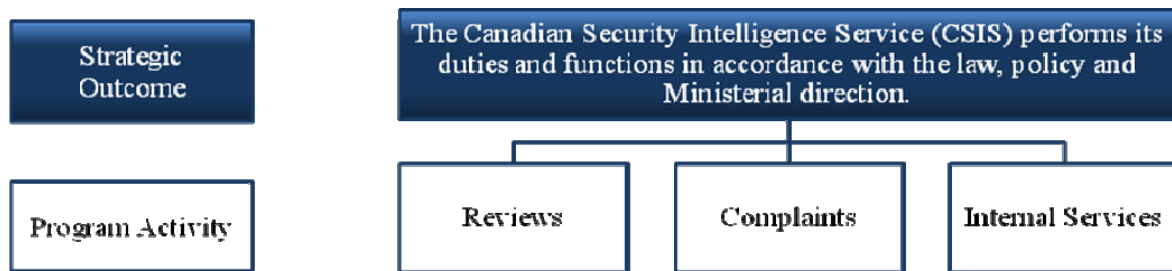 Strategic
Outcome
The Canadian Security Intelligence Service (CSIS) performs its
duties and functions in accordance with the law, policy and
Ministerial direction.
Program Activity
Reviews
Complaints
Internal Services